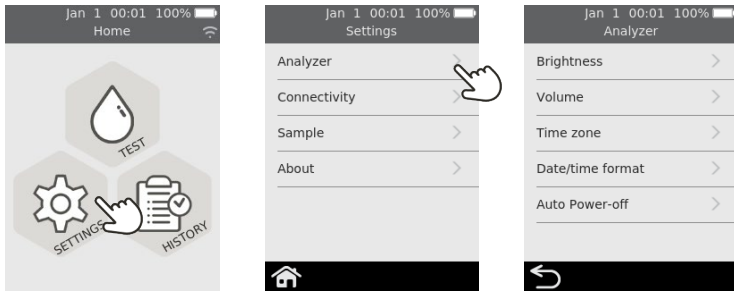 Jan 1 00:01 100%
Home
TEST
SETTINGS
HISTORY
Jan 1 00:01 100%
Settings
Analyzer
Connectivity
Sample
About
Jan 1 00:01 100%
Analyzer
Brightness
Volume
Time zone
Date/time format
Auto Power-off